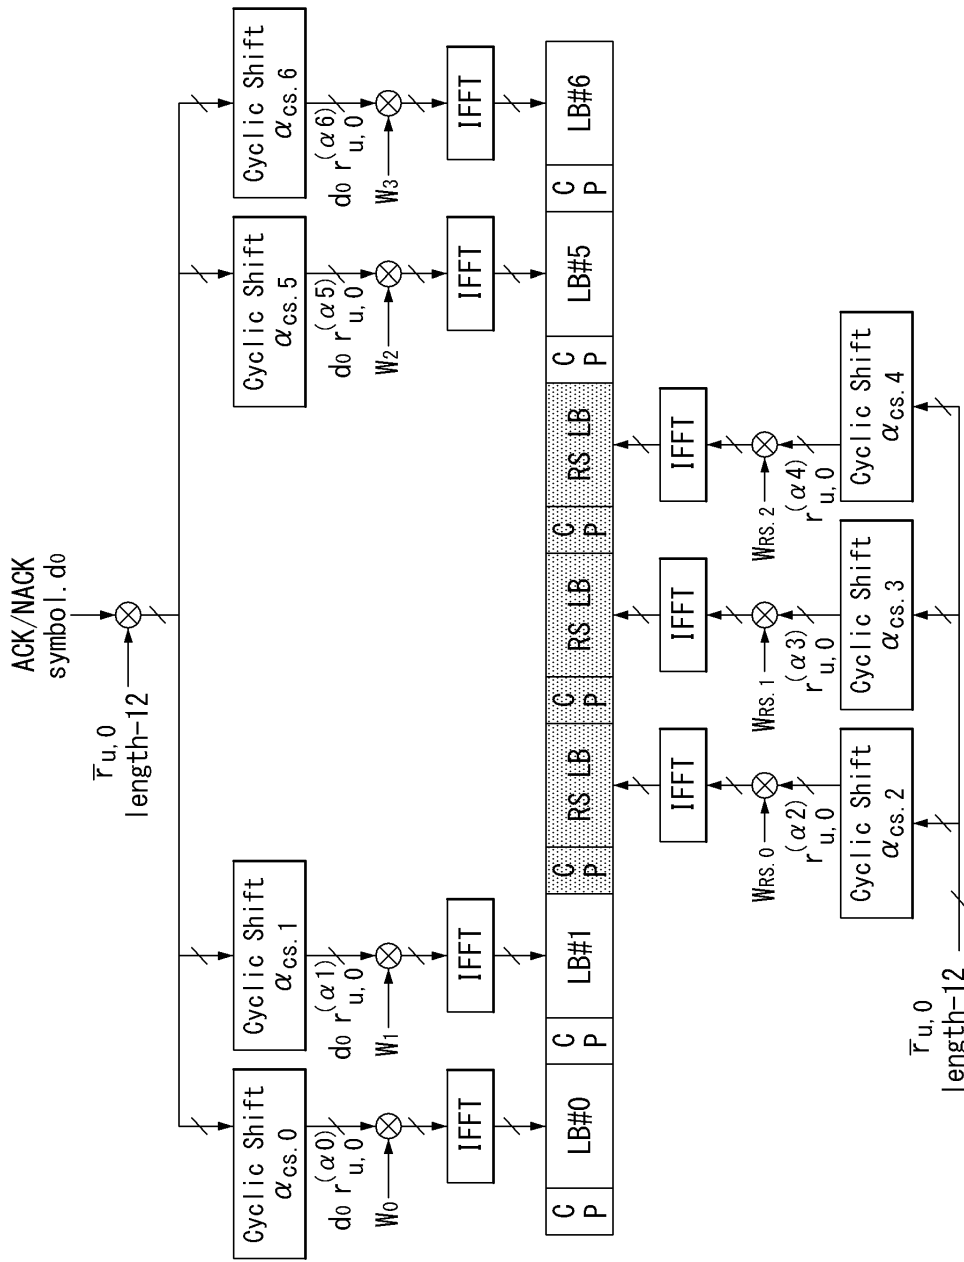 ACK/NACK
symbol. d0
r̄u, 0
length-12
Cyclic Shift
αcs. 0
Cyclic Shift
αcs. 1
Cyclic Shift
αcs. 5
Cyclic Shift
αcs. 6
d0 r(α0)u, 0
d0 r(α1)u, 0
d0 r(α5)u, 0
d0 r(α6)u, 0
W0
W1
W2
W3
IFFT
IFFT
IFFT
IFFT
CP
LB#0
CP
LB#1
CP
RS LB
CP
RS LB
CP
RS LB
CP
LB#5
CP
LB#6
IFFT
IFFT
IFFT
WRS. 0
WRS. 1
WRS. 2
r(α2)u, 0
r(α3)u, 0
r(α4)u, 0
Cyclic Shift
αcs. 2
Cyclic Shift
αcs. 3
Cyclic Shift
αcs. 4
r̄u, 0
length-12